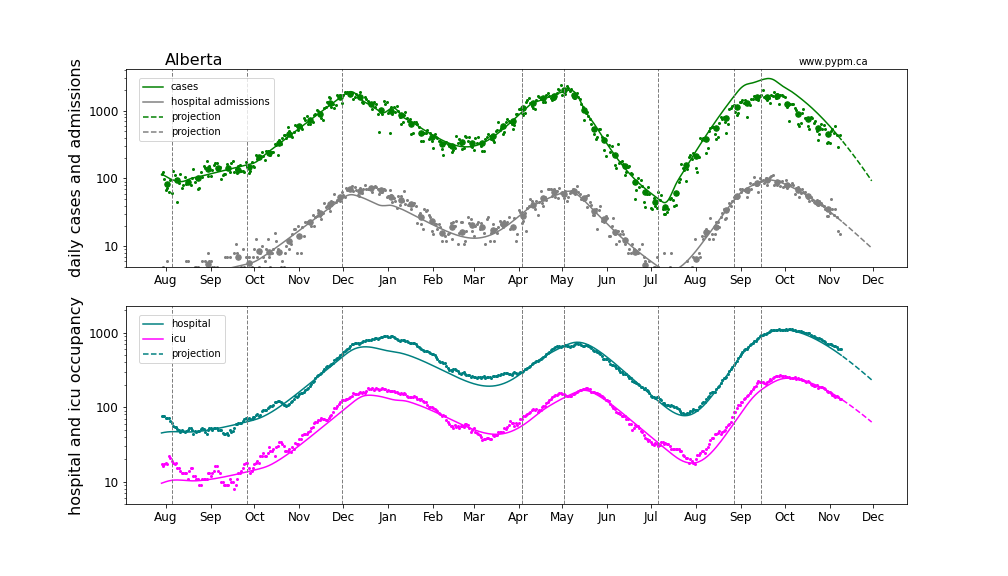 Alberta
www.pypm.ca
daily cases and admissions
cases
hospital admissions
projection
projection
1000
100
10
Aug Sep Oct Nov Dec Jan Feb Mar Apr May Jun Jul Aug Sep Oct Nov Dec
hospital and icu occupancy
hospital
icu
projection
1000
100
10
Aug Sep Oct Nov Dec Jan Feb Mar Apr May Jun Jul Aug Sep Oct Nov Dec